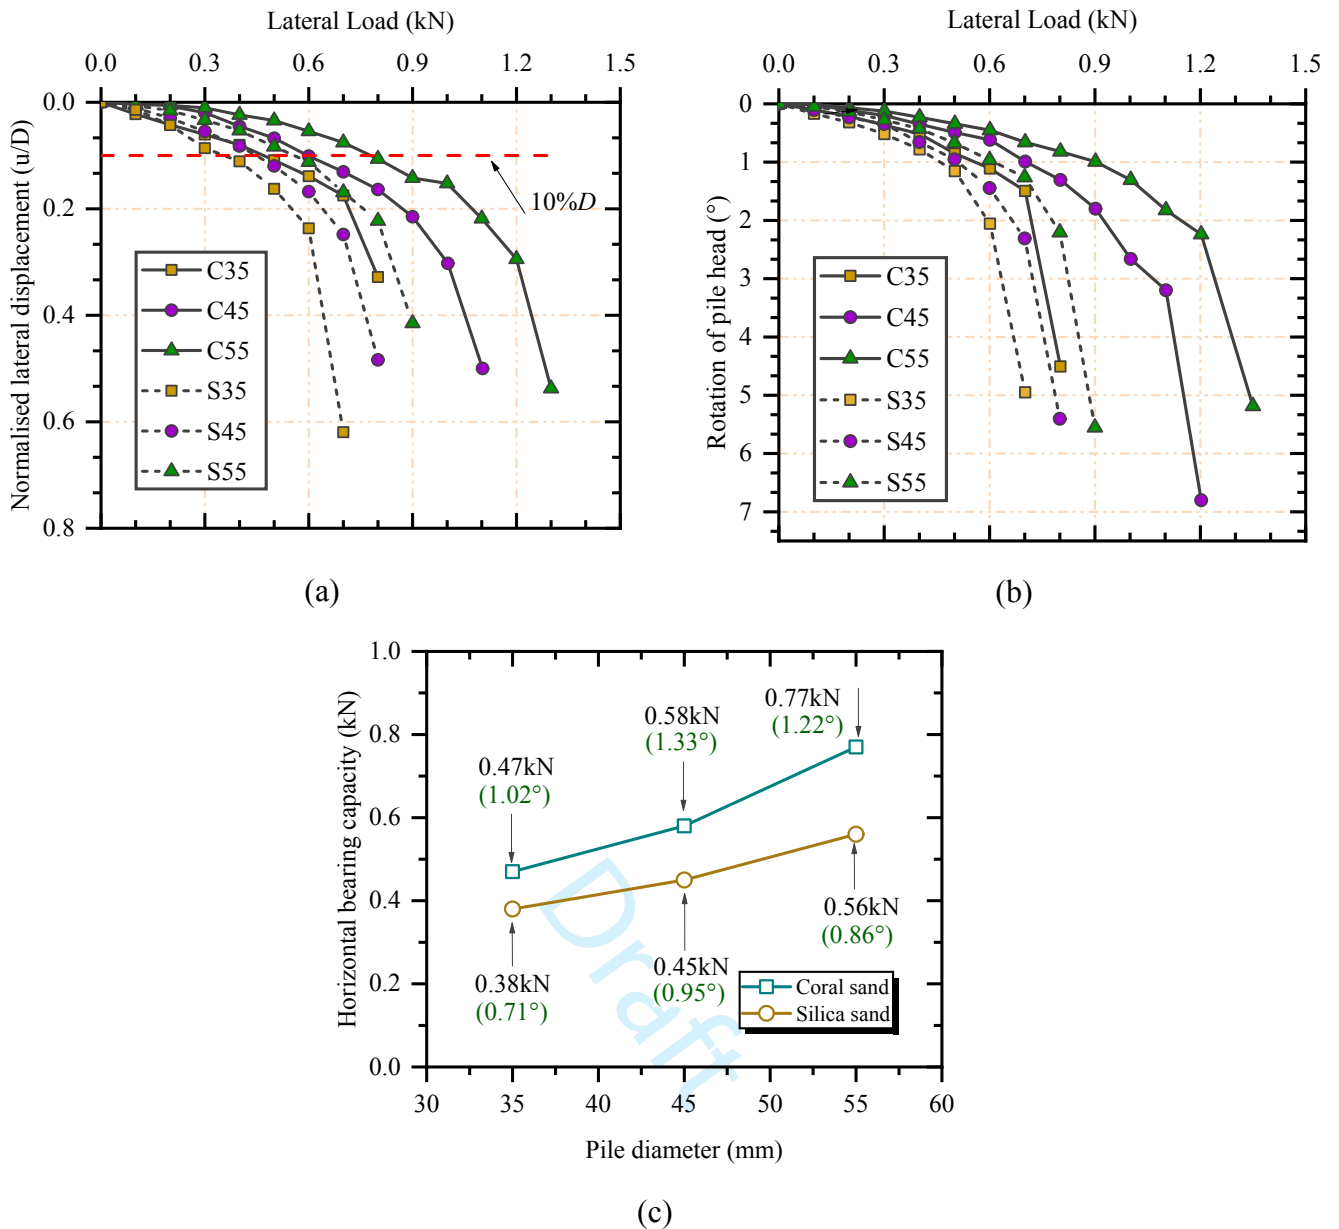 Lateral Load (kN)
0.0 0.3 0.6 0.9 1.2 1.5
Normalised lateral displacement (u/D)
0.0
0.2
0.4
0.6
0.8
10%D
C35
C45
C55
S35
S45
S55
(a)
Lateral Load (kN)
0.0 0.3 0.6 0.9 1.2 1.5
Rotation of pile head (°)
0
1
2
3
4
5
6
7
C35
C45
C55
S35
S45
S55
(b)
Horizontal bearing capacity (kN)
1.0
0.8
0.6
0.4
0.2
0.0
0.47kN
(1.02°)
0.58kN
(1.33°)
0.77kN
(1.22°)
0.38kN
(0.71°)
0.45kN
(0.95°)
0.56kN
(0.86°)
Coral sand
Silica sand
Draft
30 35 40 45 50 55 60
Pile diameter (mm)
(c)